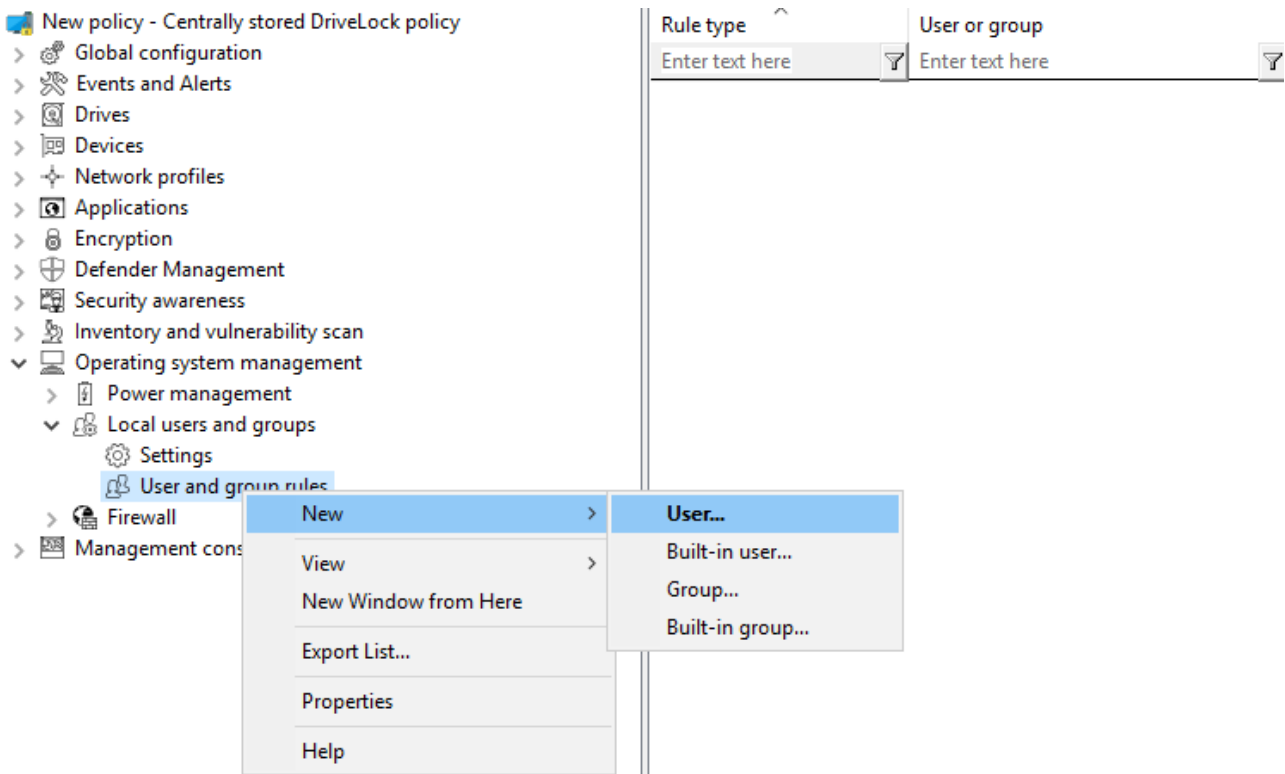 New policy - Centrally stored DriveLock policy
Global configuration
Events and Alerts
Drives
Devices
Network profiles
Applications
Encryption
Defender Management
Security awareness
Inventory and vulnerability scan
Operating system management
Power management
Local users and groups
Settings
User and group rules
Firewall
Management cons
New
View
New Window from Here
Export List...
Properties
Help
User...
Built-in user...
Group...
Built-in group...
Rule type User or group
Enter text here Enter text here